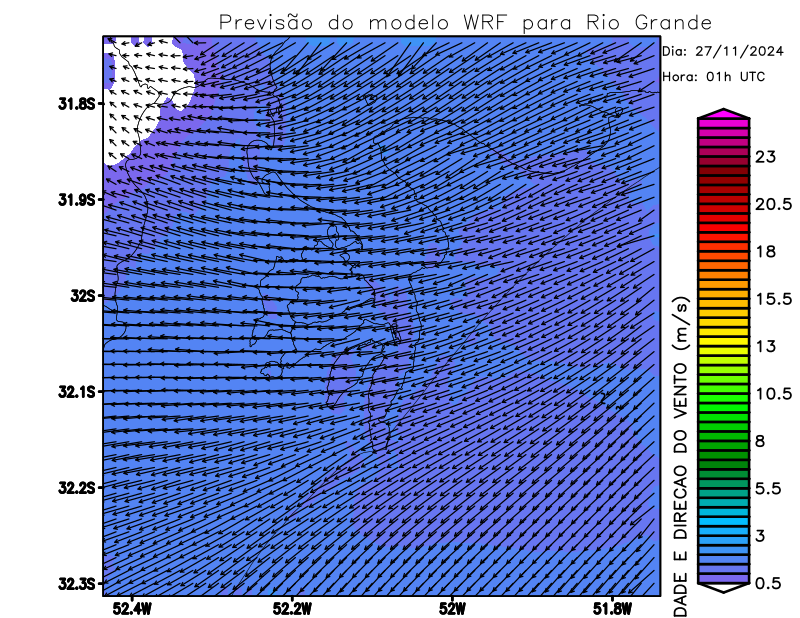 Previsão do modelo WRF para Rio Grande
Dia: 27/11/2024
Hora: 01h UTC
31.8S
31.9S
32S
32.1S
32.2S
32.3S
52.4W
52.2W
52W
51.8W
23
20.5
18
15.5
13
10.5
8
5.5
3
0.5
DADE E DIRECAO DO VENTO (m/s)